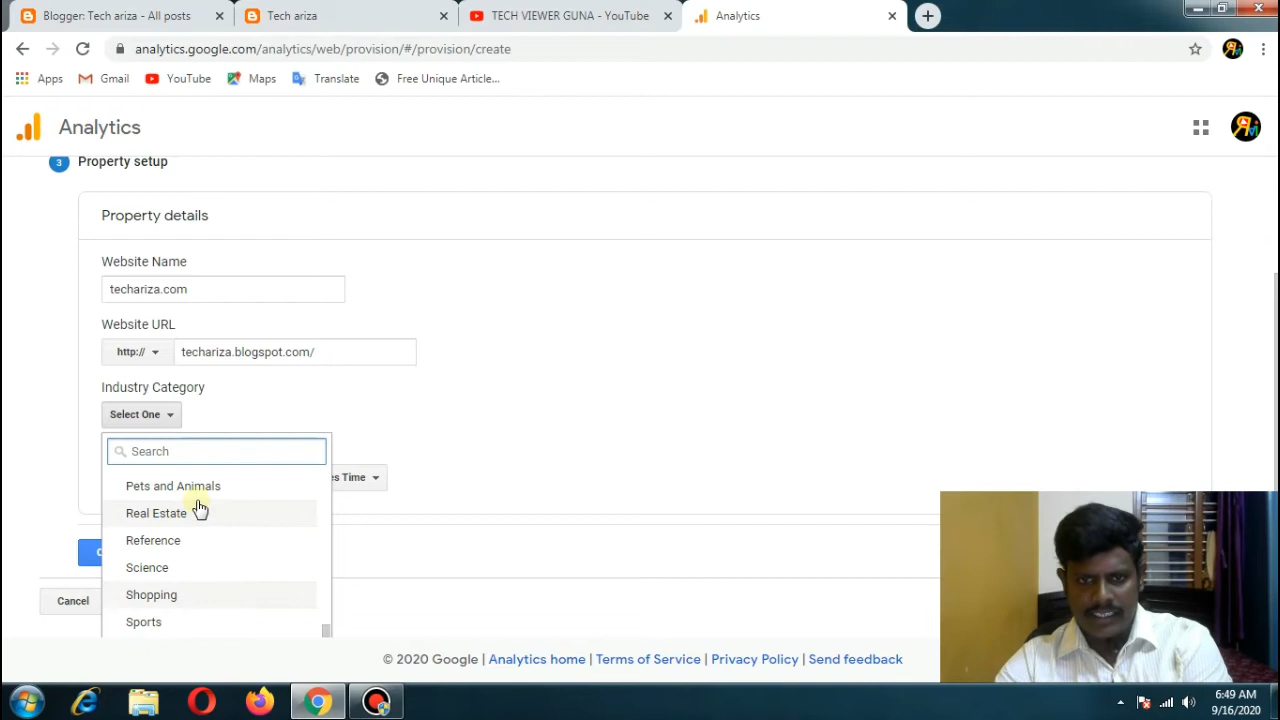 Blogger: Tech ariza - All posts
Tech ariza
TECH VIEWER GUNA - YouTube
Analytics
analytics.google.com/analytics/web/provision/#/provision/create
Apps
Gmail
YouTube
Maps
Translate
Free Unique Article...
Analytics
3 Property setup
Property details
Website Name
techariza.com
Website URL
http://
techariza.blogspot.com/
Industry Category
Select One
Search
Pets and Animals
es Time
Real Estate
Reference
Science
Shopping
Cancel
Sports
© 2020 Google | Analytics home | Terms of Service | Privacy Policy | Send feedback
6:49 AM
9/16/2020